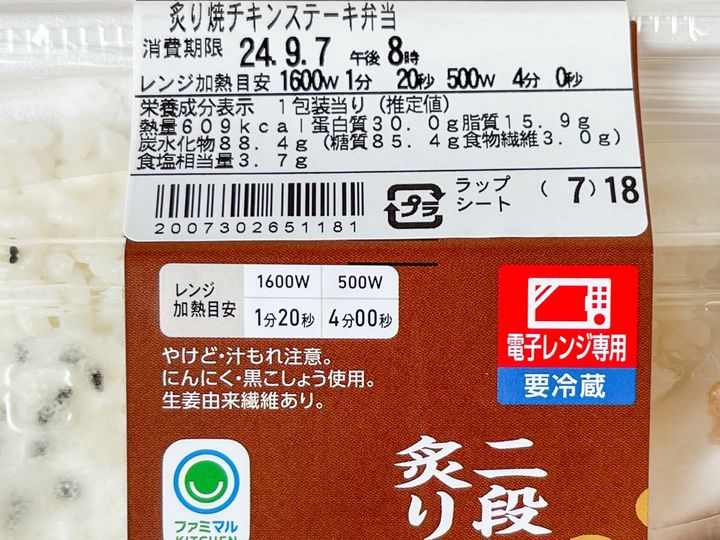 炙り焼チキンステーキ弁当
消費期限 24.9.7 午後8時
レンジ加熱目安 1600W 1分 20秒 500W 4分 0秒
栄養成分表示 1包装当り(推定値)
熱量609kcal蛋白質30.0g脂質15.9g
炭水化物88.4g(糖質85.4g食物繊維3.0g)
食塩相当量3.7g
2007302651181
プラ
ラップ
シート
(7)18
レンジ
加熱目安
1600W 500W
1分20秒 4分00秒
やけど・汁もれ注意。
にんにく・黒こしょう使用。
生姜由来繊維あり。
電子レンジ専用
要冷蔵
二段
炙り
ファミマル
KITCHEN